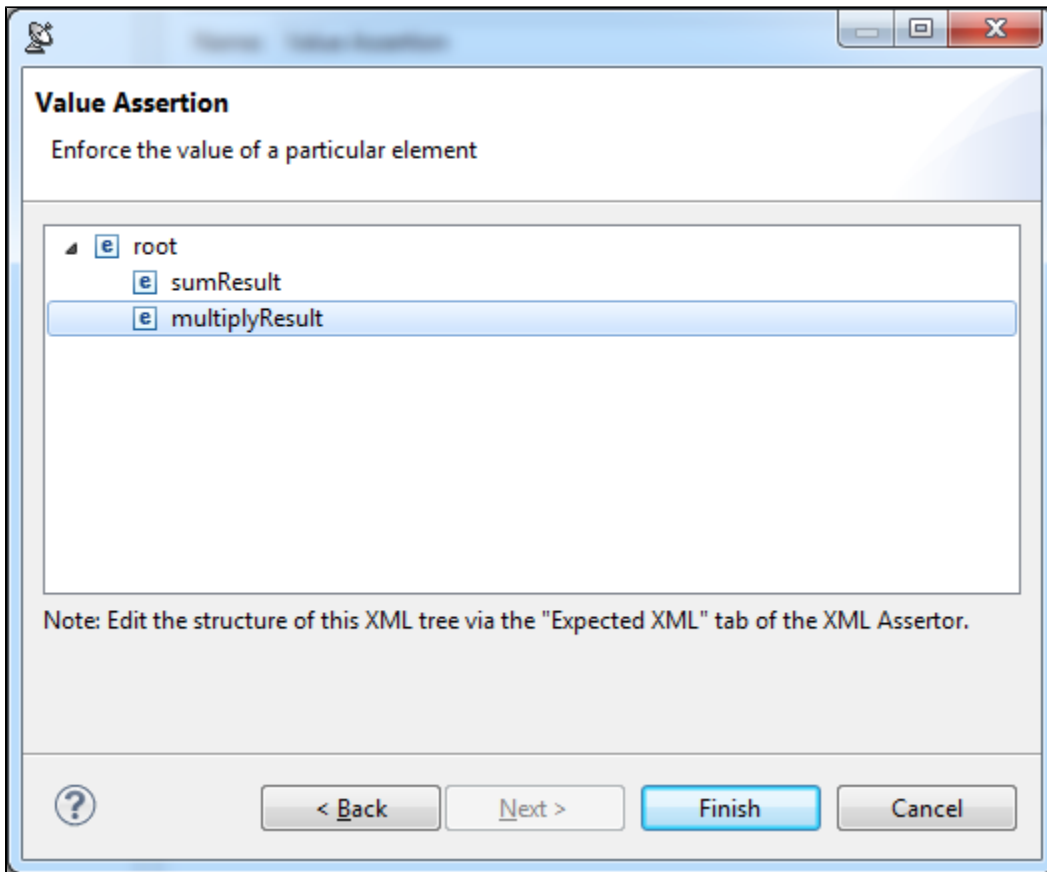 Value Assertion
Enforce the value of a particular element
e root
e sumResult
e multiplyResult
Note: Edit the structure of this XML tree via the "Expected XML" tab of the XML Assertor.
? < Back Next > Finish Cancel